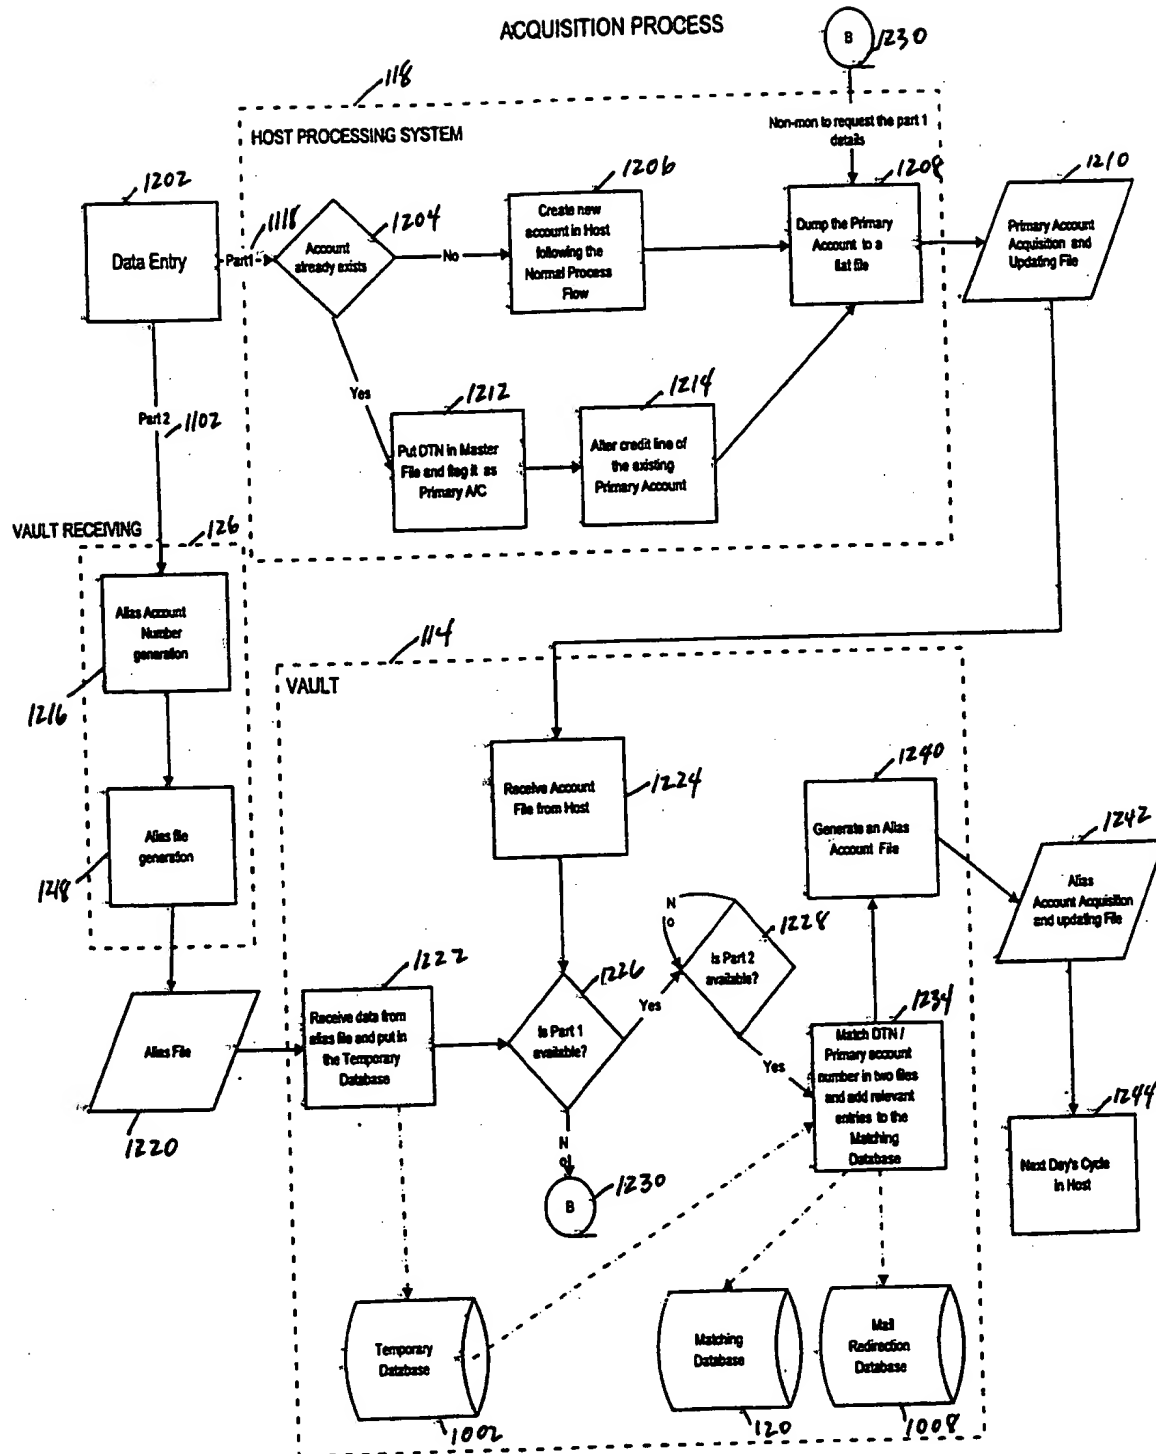 ACQUISITION PROCESS
B
1230
118
HOST PROCESSING SYSTEM
Non-mon to request the part 1
details
1202
Data Entry
1118
Part1
1204
Account
already exists
No
1206
Create new
account in Host
following the
Normal Process
Flow
1208
Dump the Primary
Account to a
flat file
1210
Primary Account
Acquisition and
Updating File
Yes
Part 2
1102
1212
Put DTN in Master
File and flag it as
Primary A/C
1214
Alter credit line of
the existing
Primary Account
VAULT RECEIVING
126
Alias Account
Number
generation
1216
Alias file
generation
1218
Alias File
1220
114
VAULT
Receive Account
File from Host
1224
1222
Receive data from
alias file and put in
the Temporary
Database
1226
Is Part 1
available?
Yes
No
B
1230
No
1228
Is Part 2
available?
Yes
1240
Generate an Alias
Account File
1234
Match DTN /
Primary account
number in two files
and add relevant
entries to the
Matching
Database
1242
Alias
Account Acquisition
and updating File
1244
Next Day's Cycle
in Host
Temporary
Database
1002
Matching
Database
120
Mail
Redirection
Database
1008